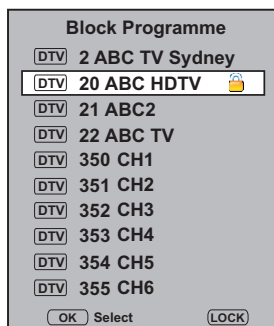 Block Programme
DTV 2 ABC TV Sydney
DTV 20 ABC HDTV
DTV 21 ABC2
DTV 22 ABC TV
DTV 350 CH1
DTV 351 CH2
DTV 352 CH3
DTV 353 CH4
DTV 354 CH5
DTV 355 CH6
OK Select LOCK